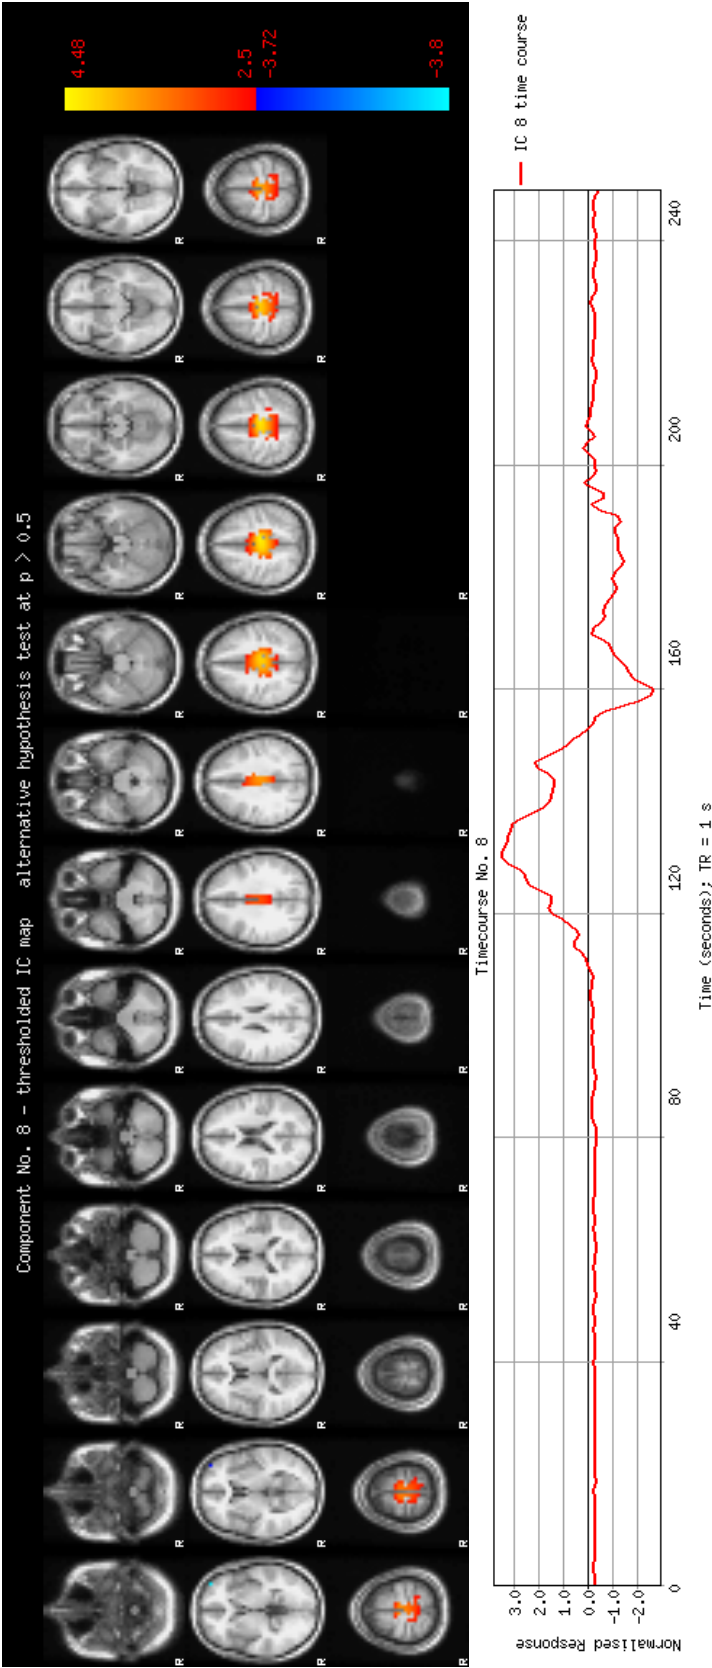 Component No. 8 - thresholded IC map   alternative hypothesis test at p > 0.5
4.48
R R R R R R R R R R R R R
2.5
-3.72
R R R R R R R R R R R R R
-3.8
R R R R R R R R R R
Timecourse No. 8
IC 8 time course
Normalised Response
3.0
2.0
1.0
0.0
-1.0
-2.0
0 40 80 120 160 200 240
Time (seconds); TR = 1 s